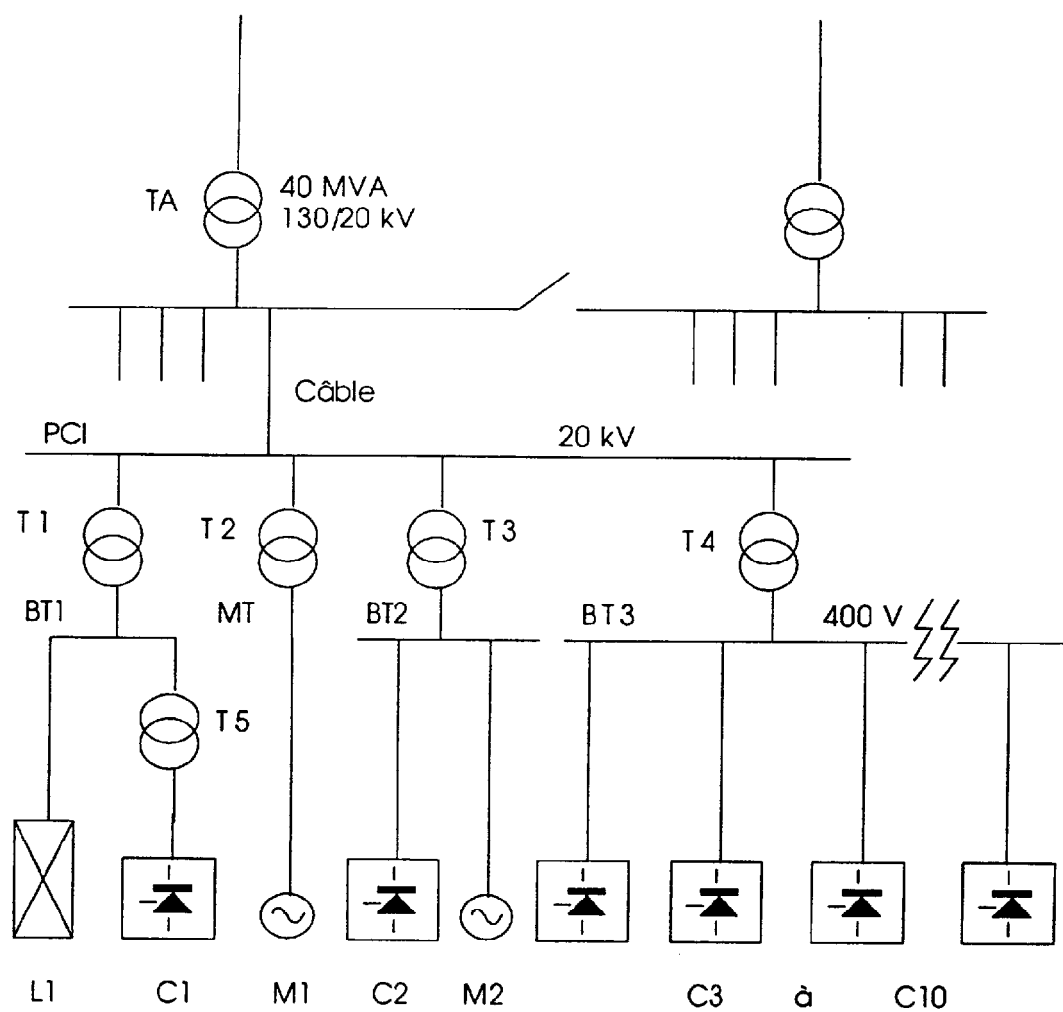 TA 40 MVA
130/20 kV
Câble
PCI 20 kV
T1 T2 T3 T4
BT1 MT BT2 BT3 400 V
T5
L1 C1 M1 C2 M2 C3 à C10